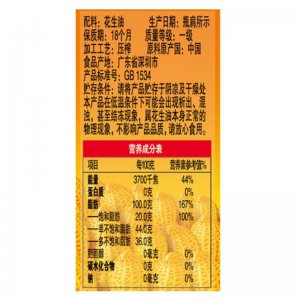 配料：花生油 生产日期：瓶肩所示
保质期：18个月 质量等级：一级
加工工艺：压榨 原料原产国：中国
食品产地：广东省深圳市
产品标准号：GB 1534
贮存条件：请将产品贮存于阴凉及干燥处
本产品在低温条件下可能会出现析出、混
浊，甚至结冻现象，属花生油本身正常的
物理现象，不影响产品品质，请放心食用。
营养成分表
项目 每100克 营养素参考值%
能量 3700千焦 44%
蛋白质 0克 0%
脂肪 100.0克 167%
—饱和脂肪 20.0克 100%
—单不饱和脂肪 44.0克
—多不饱和脂肪 36.0克
胆固醇 0毫克 0%
碳水化合物 0克 0%
钠 0毫克 0%